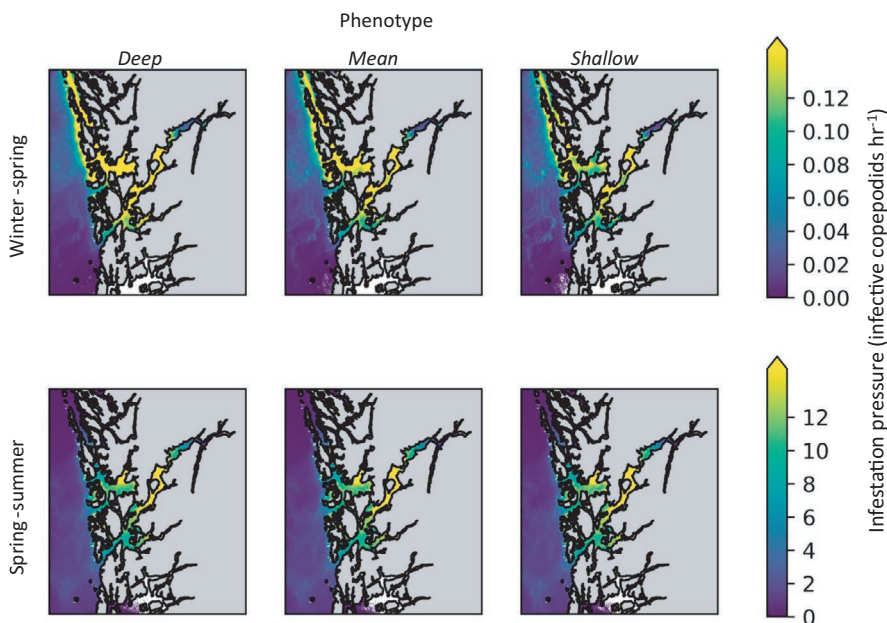 Phenotype
Deep Mean Shallow
Winter-spring
0.12
0.10
0.08
0.06
0.04
0.02
0.00
Spring-summer
12
10
8
6
4
2
0
Infestation pressure (infective copepodids hr⁻¹)